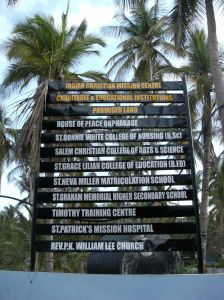 INDIAN CHRISTIAN MISSION CENTRE
CHARITABLE & EDUCATIONAL INSTITUTIONS
PROMISED LAND
HOUSE OF PEACE ORPHANAGE
ST.BONNIE WHITE COLLEGE OF NURSING (B.Sc)
SALEM CHRISTIAN COLLEGE OF ARTS & SCIENCE
ST.GRACE LILIAN COLLEGE OF EDUCATION (B.ED)
ST.NEVA MILLER MATRICULATION SCHOOL
ST.GRAHAM MEMORIAL HIGHER SECONDARY SCHOOL
TIMOTHY TRAINING CENTRE
ST.PATRICK'S MISSION HOSPITAL
REV.P.K. WILLIAM LEE CHURCH